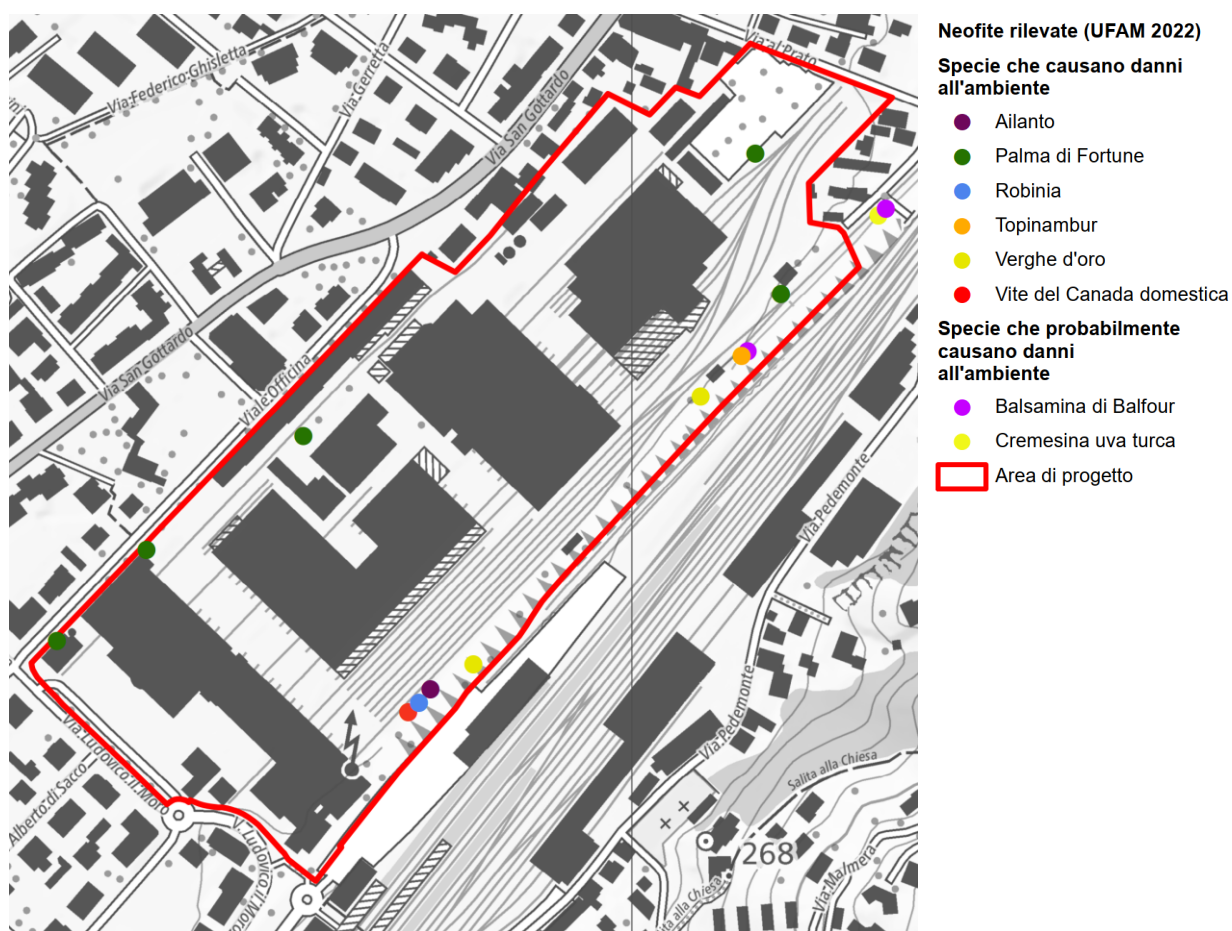 Via al Prato
Via Federico Ghisletta
Via Gerretta
Via San Gottardo
Via San Gottardo
Viale Officina
Via Pedemonte
Via Pedemonte
Via Ludovico il Moro
Alberto di Sacco
V. Ludovico il Moro
Salita alla Chiesa
268
Via Malmera
alla Chiesa
Neofite rilevate (UFAM 2022)
Specie che causano danni
all'ambiente
Ailanto
Palma di Fortune
Robinia
Topinambur
Verghe d'oro
Vite del Canada domestica
Specie che probabilmente
causano danni
all'ambiente
Balsamina di Balfour
Cremesina uva turca
Area di progetto